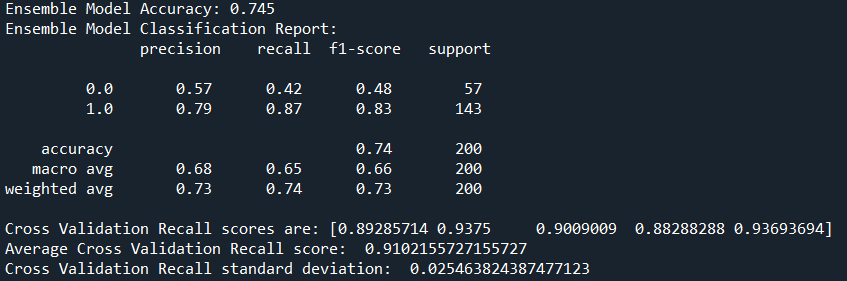 Ensemble Model Accuracy: 0.745
Ensemble Model Classification Report:
precision recall f1-score support
0.0 0.57 0.42 0.48 57
1.0 0.79 0.87 0.83 143
accuracy 0.74 200
macro avg 0.68 0.65 0.66 200
weighted avg 0.73 0.74 0.73 200
Cross Validation Recall scores are: [0.89285714 0.9375 0.9009009 0.88288288 0.93693694]
Average Cross Validation Recall score: 0.9102155727155727
Cross Validation Recall standard deviation: 0.025463824387477123